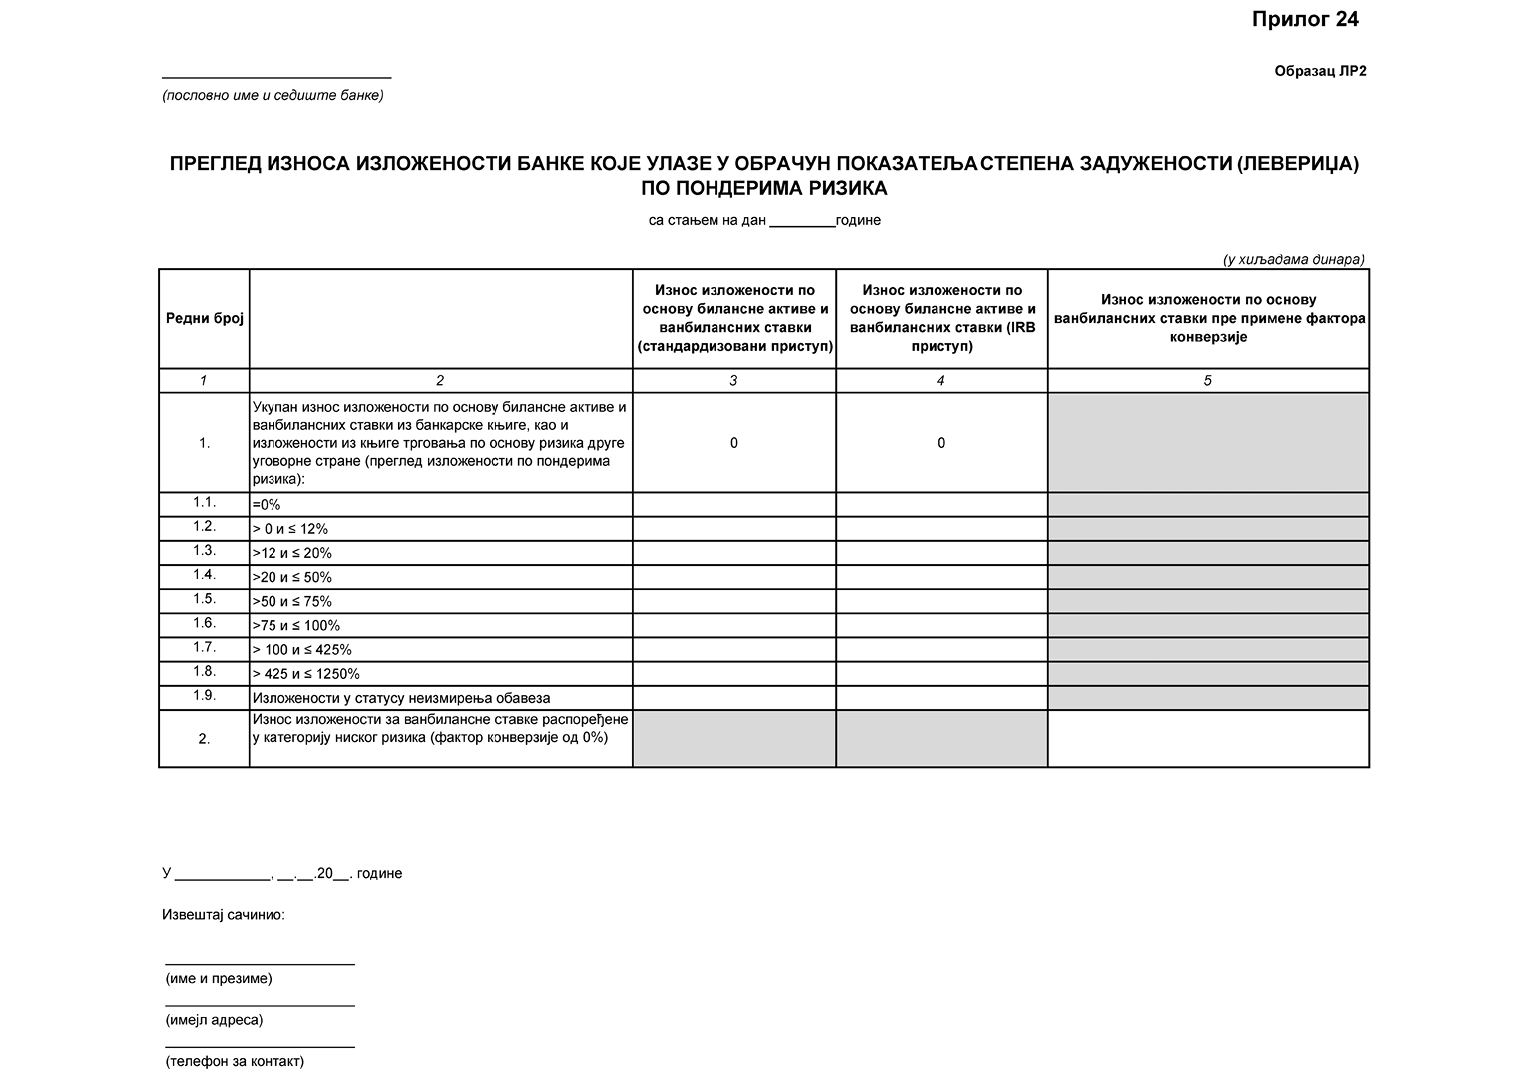 Прилог 24
Образац ЛР2
(пословно име и седиште банке)
ПРЕГЛЕД ИЗНОСА ИЗЛОЖЕНОСТИ БАНКЕ КОЈЕ УЛАЗЕ У ОБРАЧУН ПОКАЗАТЕЉА СТЕПЕНА ЗАДУЖЕНОСТИ (ЛЕВЕРИЏА)
ПО ПОНДЕРИМА РИЗИКА
са стањем на дан _________године
(у хиљадама динара)
Редни број
Износ изложености по
основу билансне активе и
ванбилансних ставки
(стандардизовани приступ)
Износ изложености по
основу билансне активе и
ванбилансних ставки (IRB
приступ)
Износ изложености по основу
ванбилансних ставки пре примене фактора
конверзије
1 2 3 4 5
1.
Укупан износ изложености по основу билансне активе и
ванбилансних ставки из банкарске књиге, као и
изложености из књиге трговања по основу ризика друге
уговорне стране (преглед изложености по пондерима
ризика):
0 0
1.1. =0%
1.2. > 0 и ≤ 12%
1.3. >12 и ≤ 20%
1.4. >20 и ≤ 50%
1.5. >50 и ≤ 75%
1.6. >75 и ≤ 100%
1.7. > 100 и ≤ 425%
1.8. > 425 и ≤ 1250%
1.9. Изложености у статусу неизмирења обавеза
2.
Износ изложености за ванбилансне ставке распоређене
у категорију ниског ризика (фактор конверзије од 0%)
У ____________, __.__.20__. године
Извештај сачинио:
(име и презиме)
(имејл адреса)
(телефон за контакт)